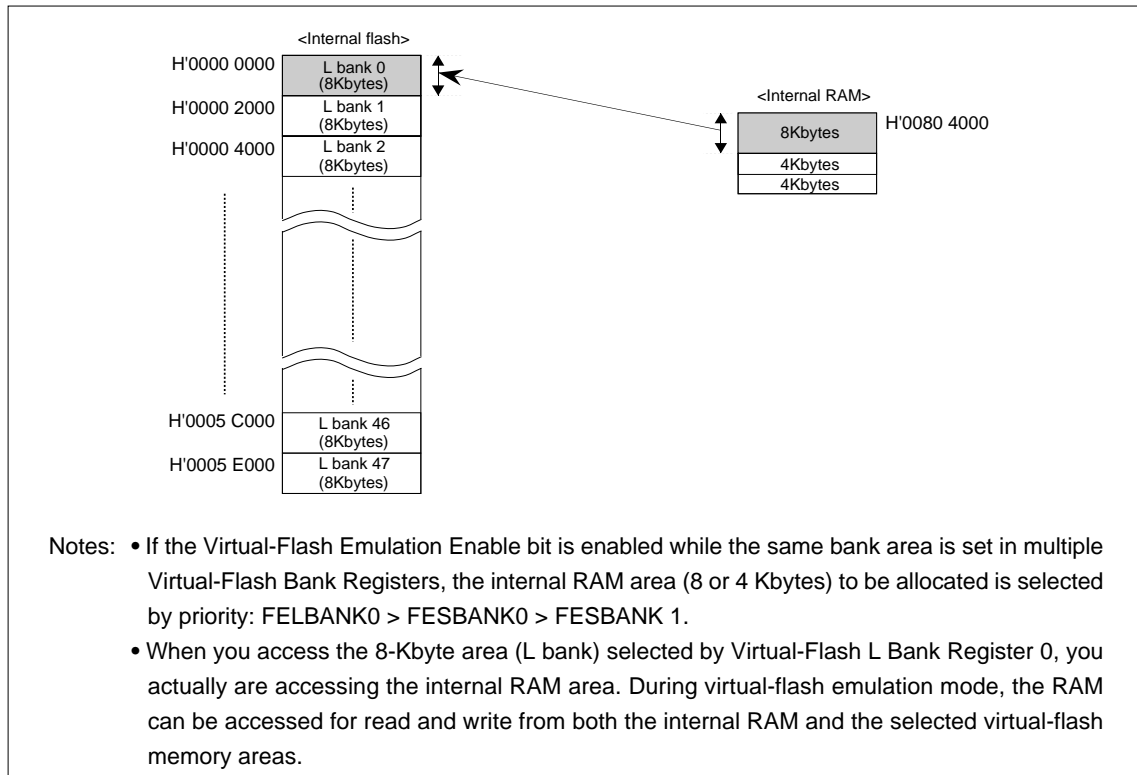 <Internal flash>
H'0000 0000
L bank 0
(8Kbytes)
H'0000 2000
L bank 1
(8Kbytes)
H'0000 4000
L bank 2
(8Kbytes)
<Internal RAM>
8Kbytes
H'0080 4000
4Kbytes
4Kbytes
H'0005 C000
L bank 46
(8Kbytes)
H'0005 E000
L bank 47
(8Kbytes)
Notes: • If the Virtual-Flash Emulation Enable bit is enabled while the same bank area is set in multiple
Virtual-Flash Bank Registers, the internal RAM area (8 or 4 Kbytes) to be allocated is selected
by priority: FELBANK0 > FESBANK0 > FESBANK 1.
• When you access the 8-Kbyte area (L bank) selected by Virtual-Flash L Bank Register 0, you
actually are accessing the internal RAM area. During virtual-flash emulation mode, the RAM
can be accessed for read and write from both the internal RAM and the selected virtual-flash
memory areas.